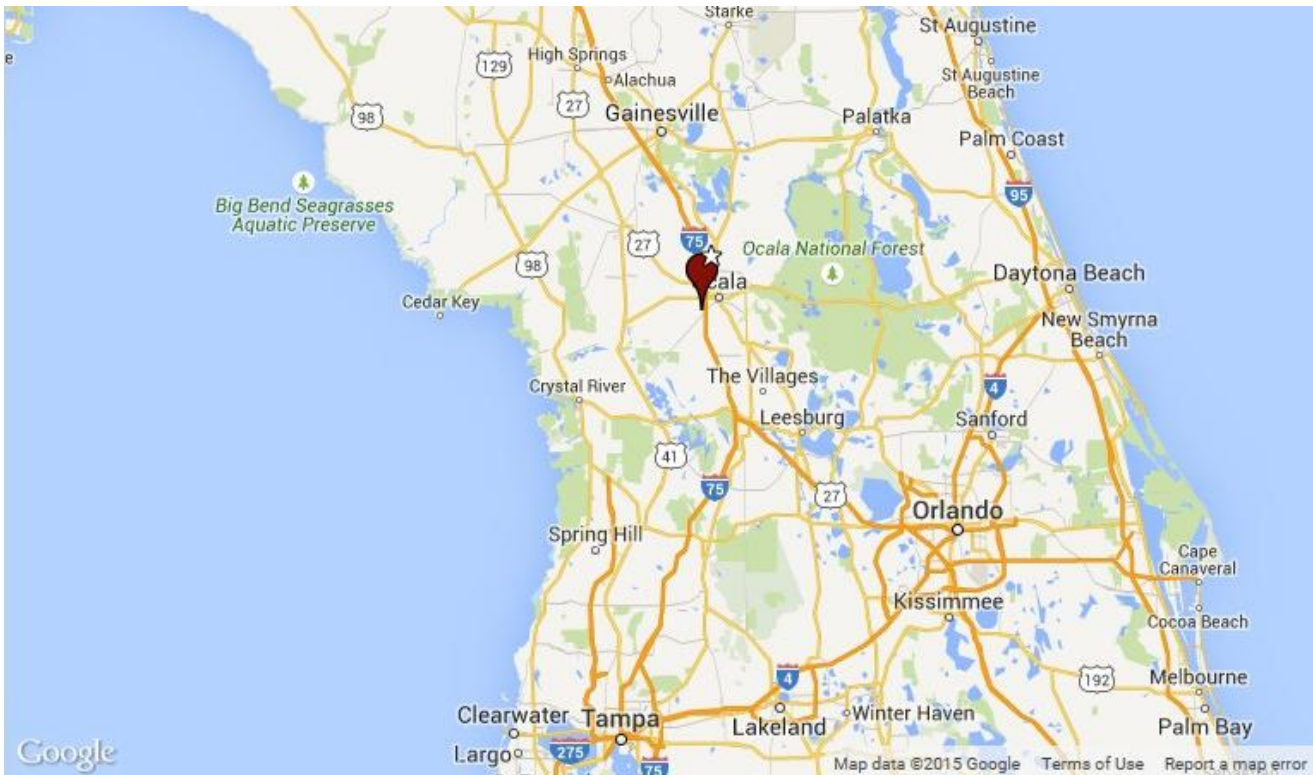 Starke
St Augustine
High Springs
129
Alachua
St Augustine
Beach
27
98
Gainesville
Palatka
Palm Coast
95
Big Bend Seagrasses
Aquatic Preserve
27
75
Ocala National Forest
98
Daytona Beach
cala
Cedar Key
New Smyrna
Beach
The Villages
Crystal River
4
Leesburg
Sanford
41
75
27
Orlando
Spring Hill
Cape
Canaveral
Kissimmee
Cocoa Beach
4
192
Melbourne
Clearwater
Tampa
Lakeland
Winter Haven
Palm Bay
Largo
275
75
Google
Map data ©2015 Google
Terms of Use
Report a map error